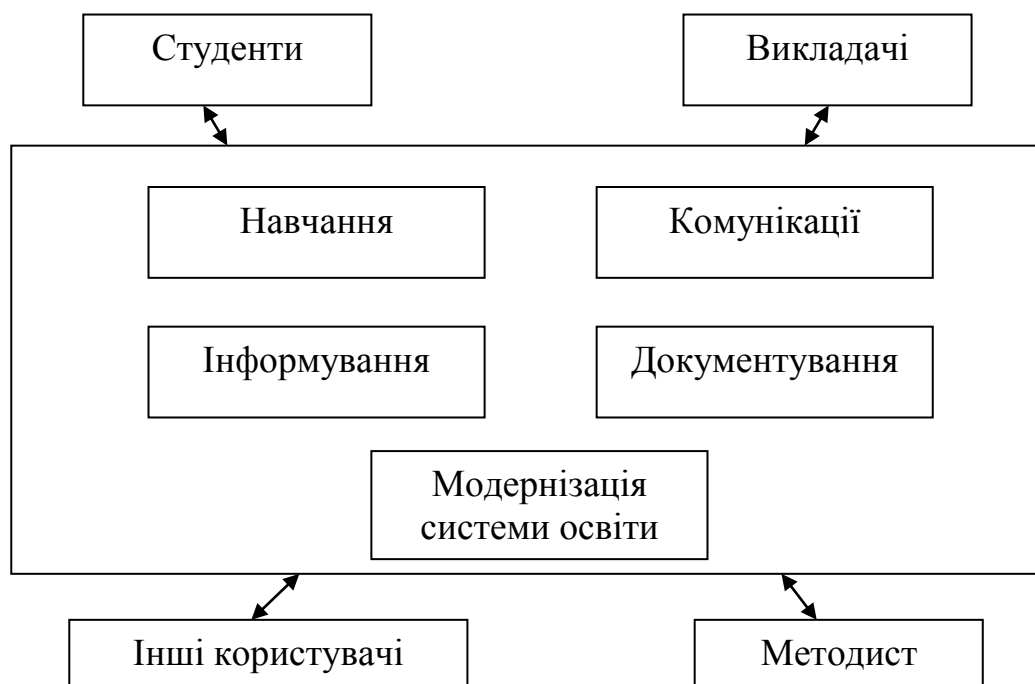 Студенти
Викладачі
Навчання
Комунікації
Інформування
Документування
Модернізація
системи освіти
Інші користувачі
Методист